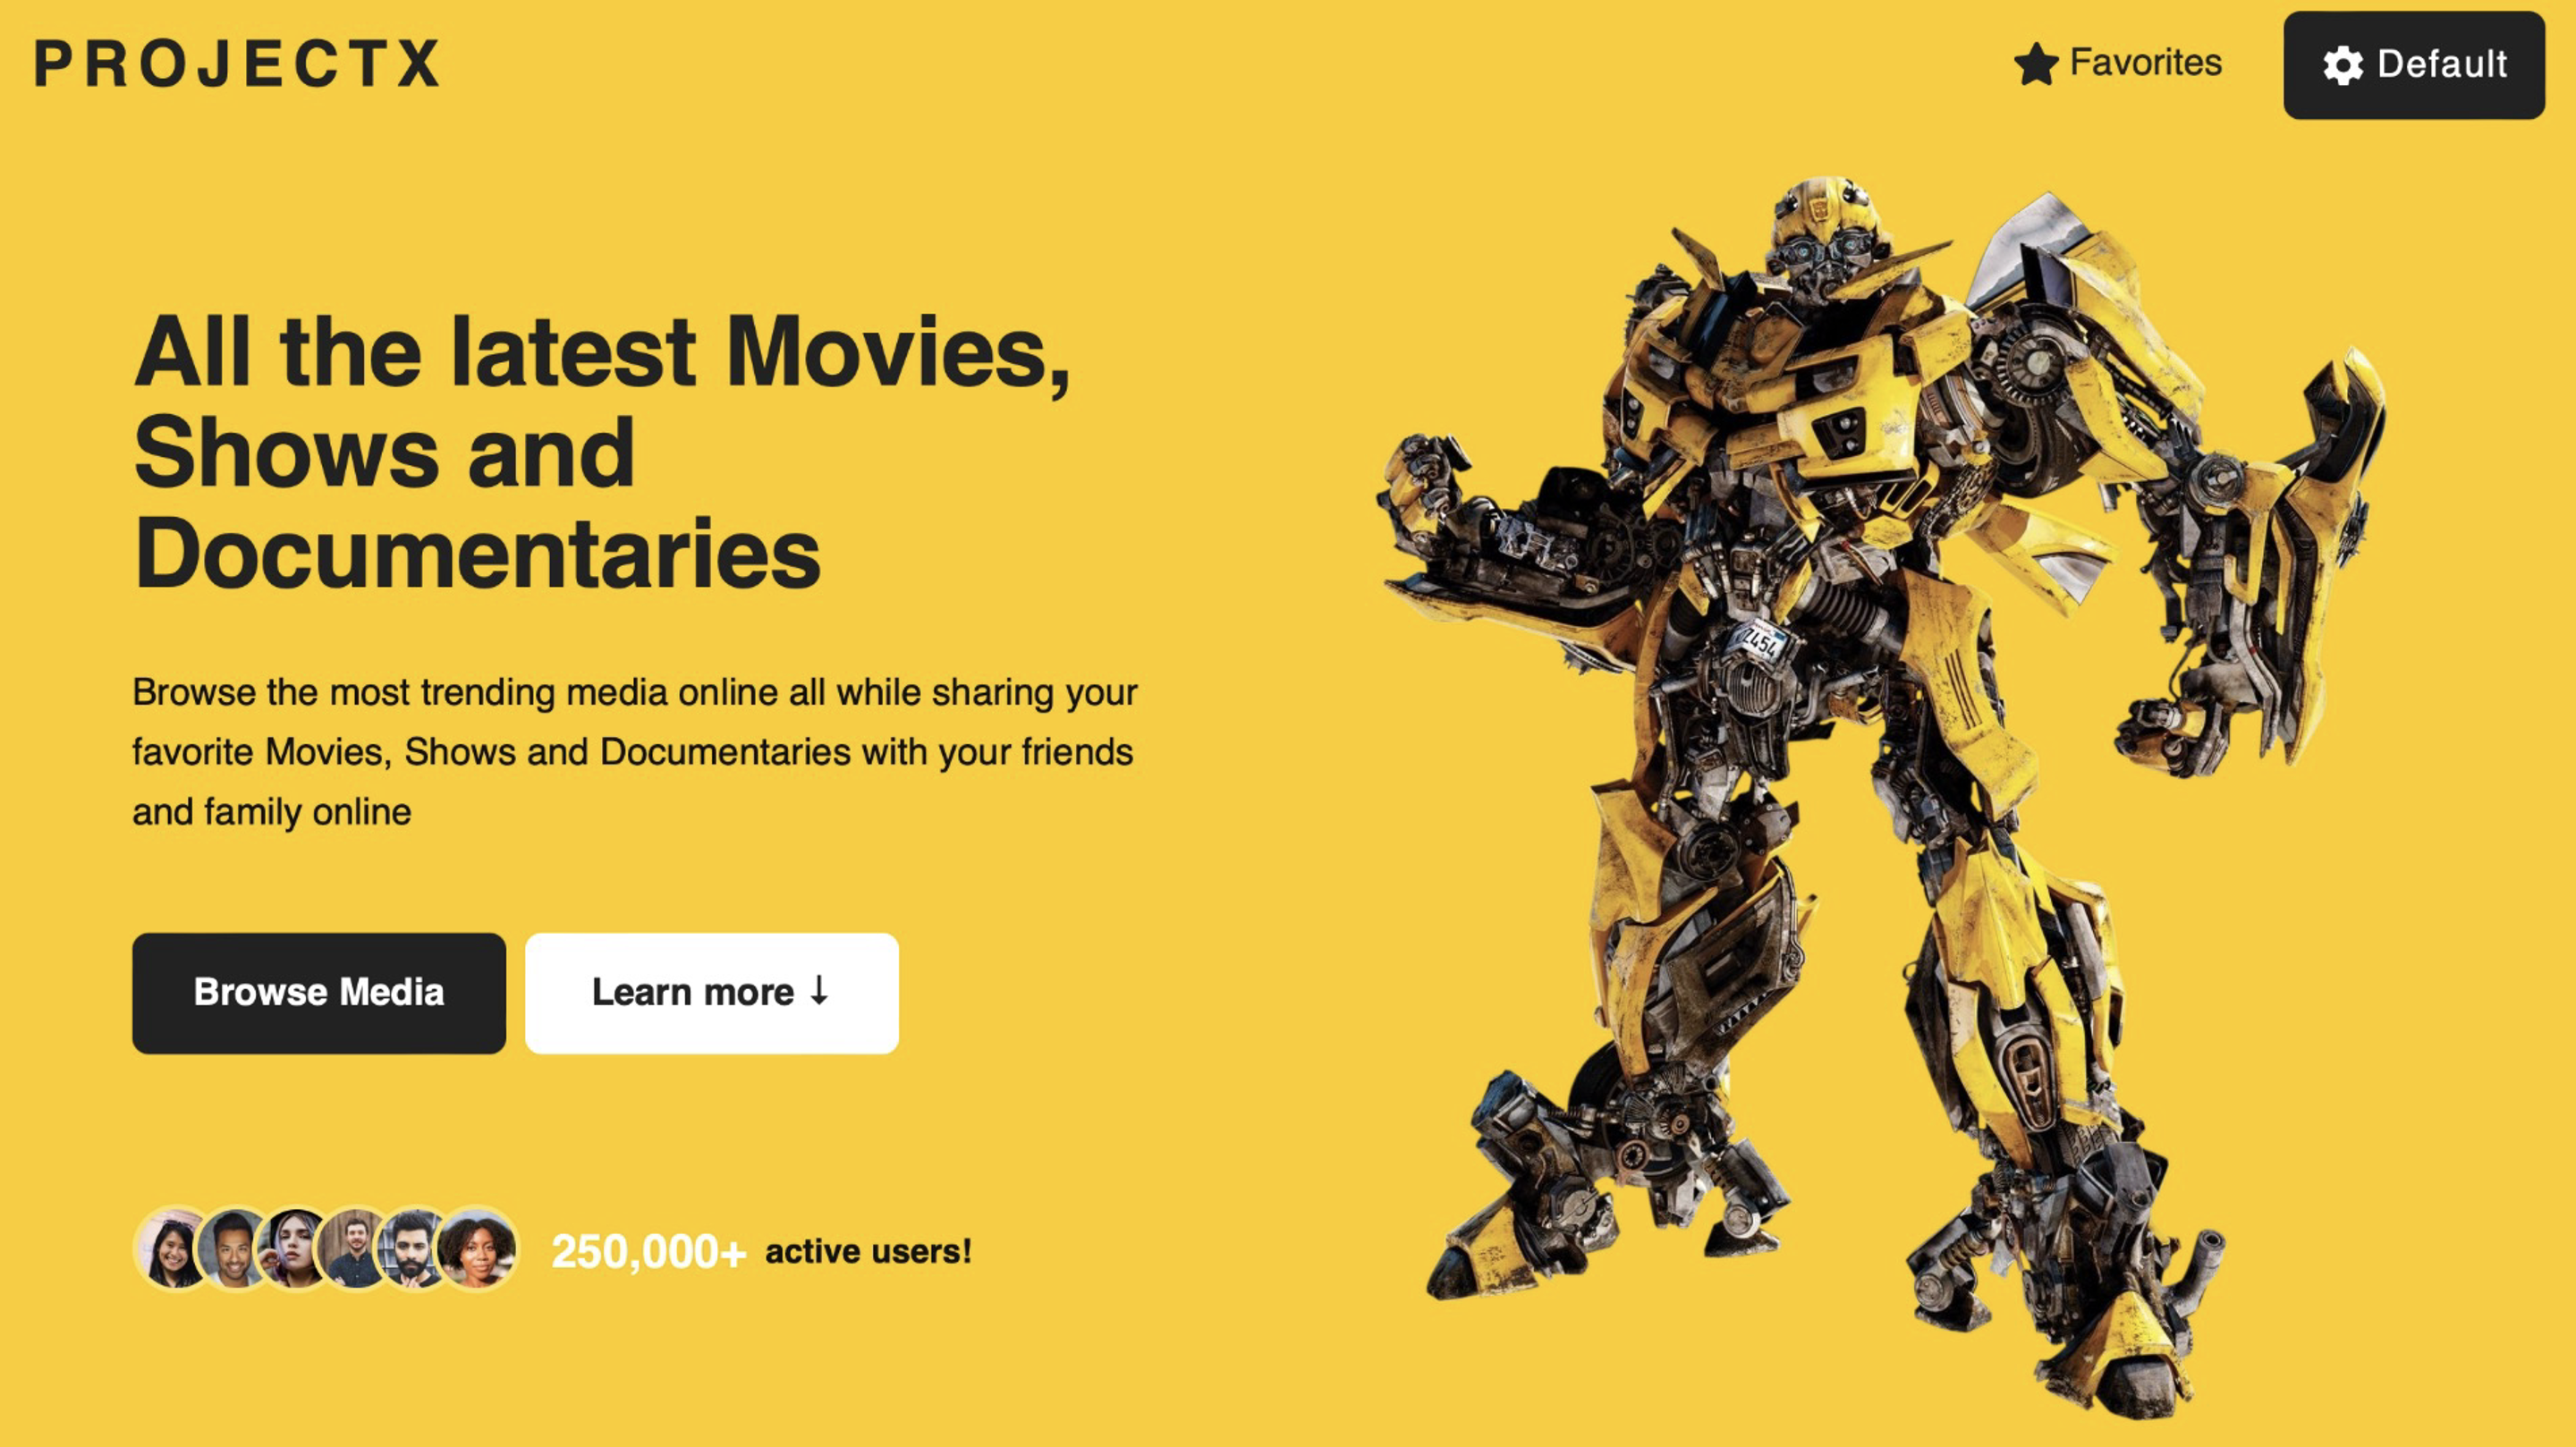 PROJECTX
Favorites
Default
All the latest Movies,
Shows and
Documentaries
Browse the most trending media online all while sharing your
favorite Movies, Shows and Documentaries with your friends
and family online
Browse Media
Learn more ↓
250,000+ active users!
2454